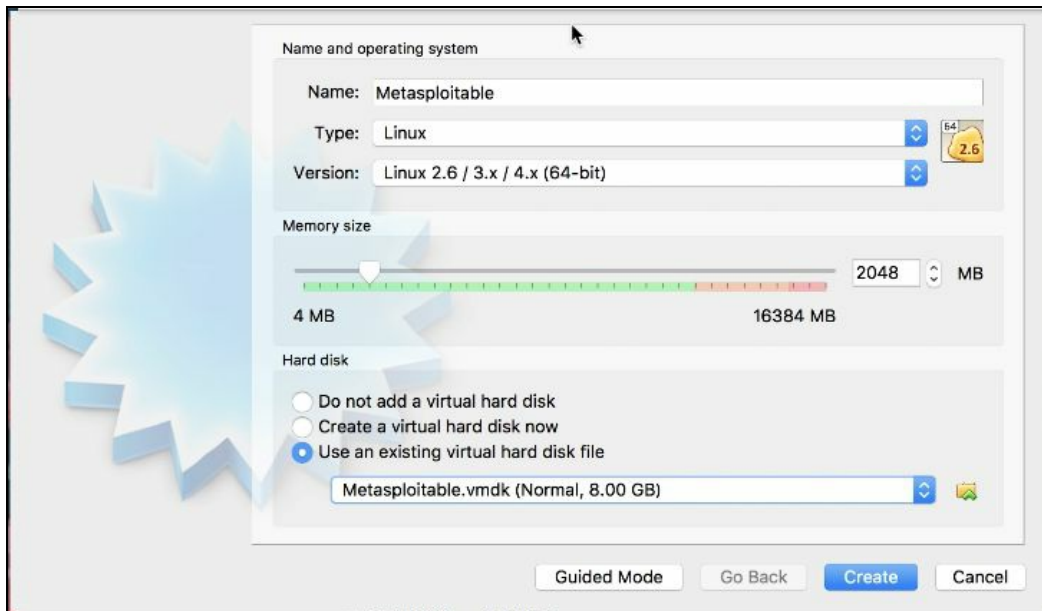 Name and operating system
Name: Metasploitable
Type: Linux
64
2.6
Version: Linux 2.6 / 3.x / 4.x (64-bit)
Memory size
2048 MB
4 MB 16384 MB
Hard disk
Do not add a virtual hard disk
Create a virtual hard disk now
Use an existing virtual hard disk file
Metasploitable.vmdk (Normal, 8.00 GB)
Guided Mode Go Back Create Cancel